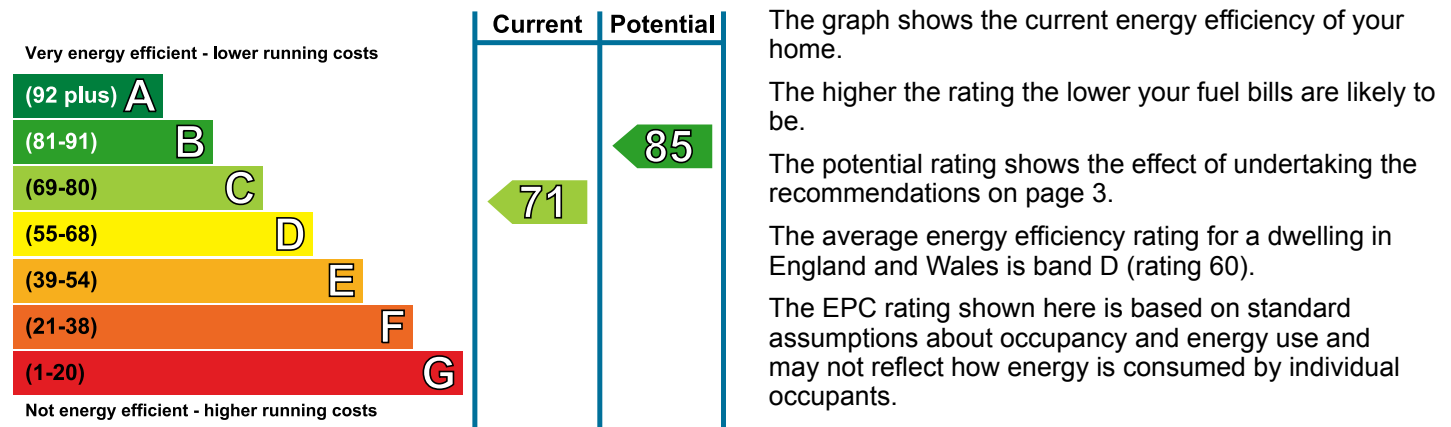 Current Potential
Very energy efficient - lower running costs
(92 plus) A
(81-91) B
85
(69-80) C
71
(55-68) D
(39-54) E
(21-38) F
(1-20) G
Not energy efficient - higher running costs
The graph shows the current energy efficiency of your
home.
The higher the rating the lower your fuel bills are likely to
be.
The potential rating shows the effect of undertaking the
recommendations on page 3.
The average energy efficiency rating for a dwelling in
England and Wales is band D (rating 60).
The EPC rating shown here is based on standard
assumptions about occupancy and energy use and
may not reflect how energy is consumed by individual
occupants.